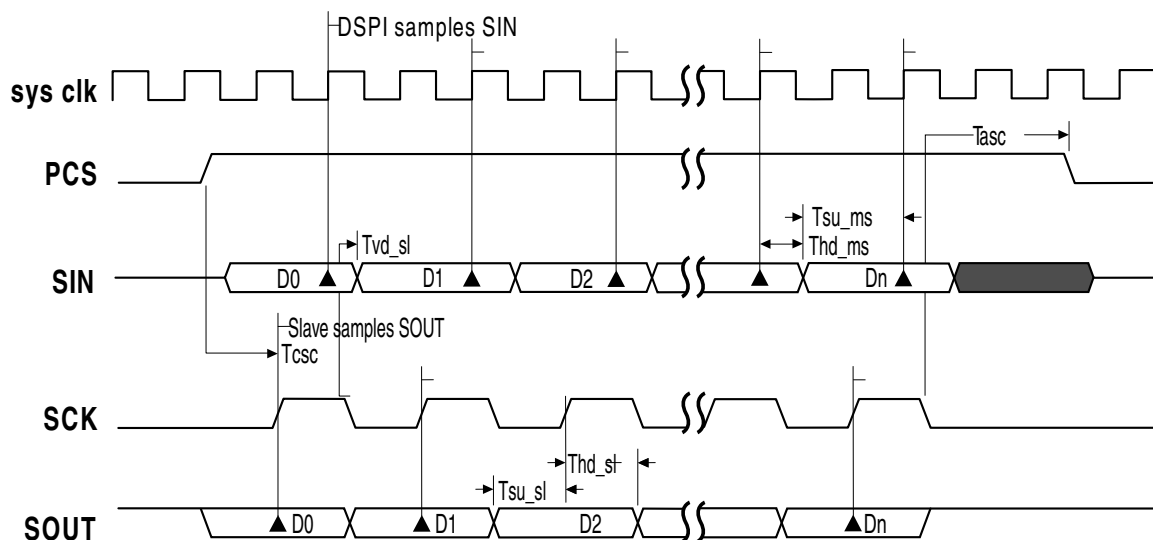 DSPI samples SIN
sys clk
Tasc
PCS
Tsu_ms
Tvd_sl
Thd_ms
SIN
D0
D1
D2
Dn
Slave samples SOUT
Tcsc
SCK
Thd_sl
Tsu_sl
SOUT
D0
D1
D2
Dn